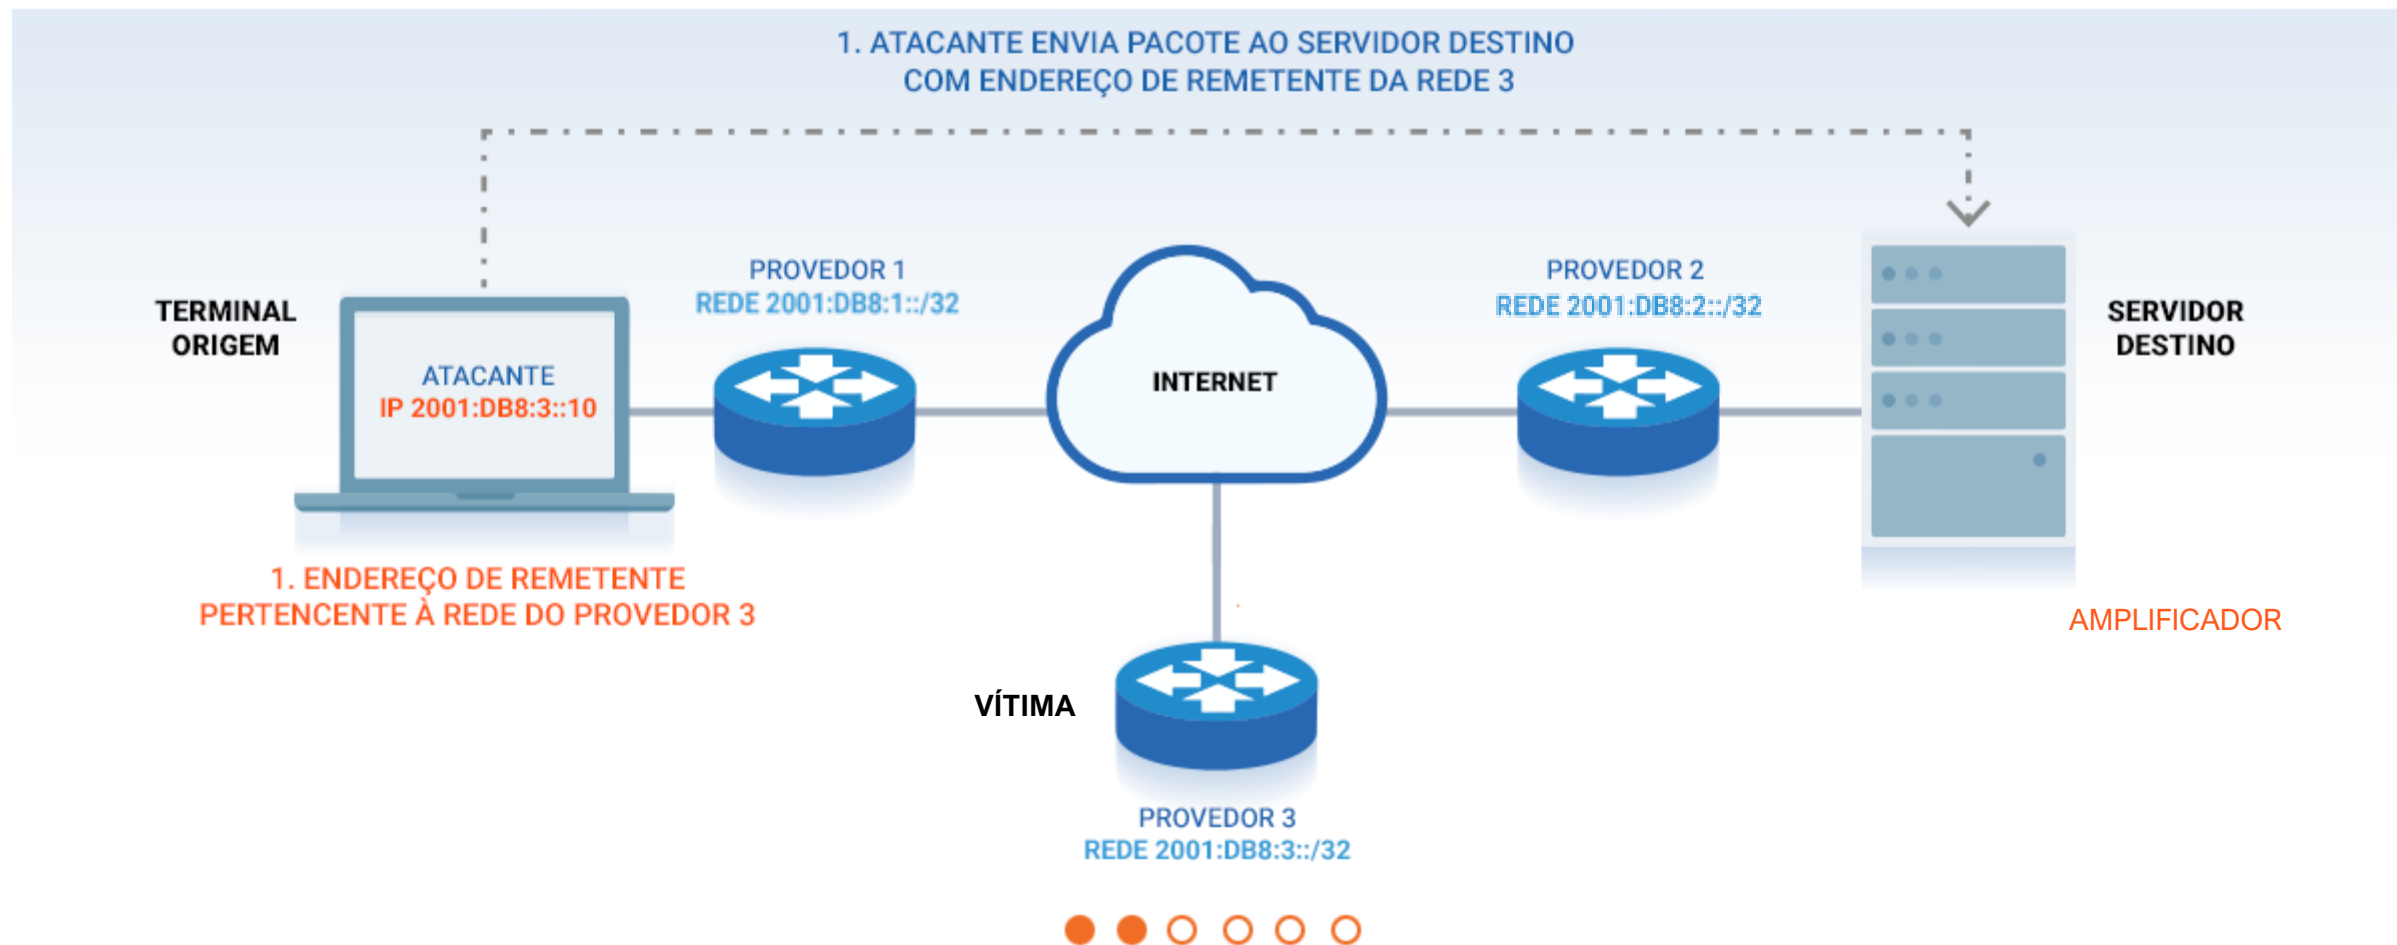 1. ATACANTE ENVIA PACOTE AO SERVIDOR DESTINO
COM ENDEREÇO DE REMETENTE DA REDE 3
TERMINAL
ORIGEM
ATACANTE
IP 2001:DB8:3::10
PROVEDOR 1
REDE 2001:DB8:1::/32
INTERNET
PROVEDOR 2
REDE 2001:DB8:2::/32
SERVIDOR
DESTINO
1. ENDEREÇO DE REMETENTE
PERTENCENTE À REDE DO PROVEDOR 3
AMPLIFICADOR
VÍTIMA
PROVEDOR 3
REDE 2001:DB8:3::/32